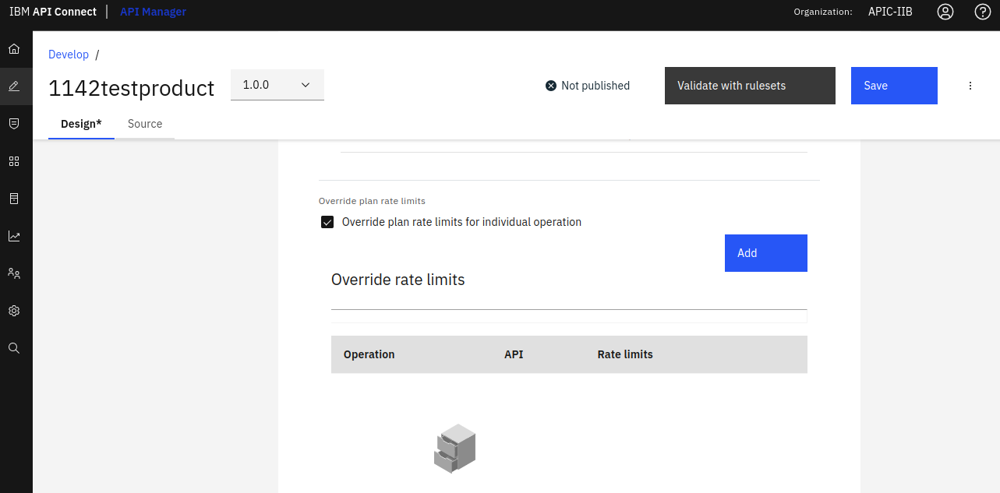 IBM API Connect | API Manager
Organization: APIC-IIB
Develop /
1142testproduct
1.0.0
Not published
Validate with rulesets
Save
Design*
Source
Override plan rate limits
Override plan rate limits for individual operation
Add
Override rate limits
Operation API Rate limits